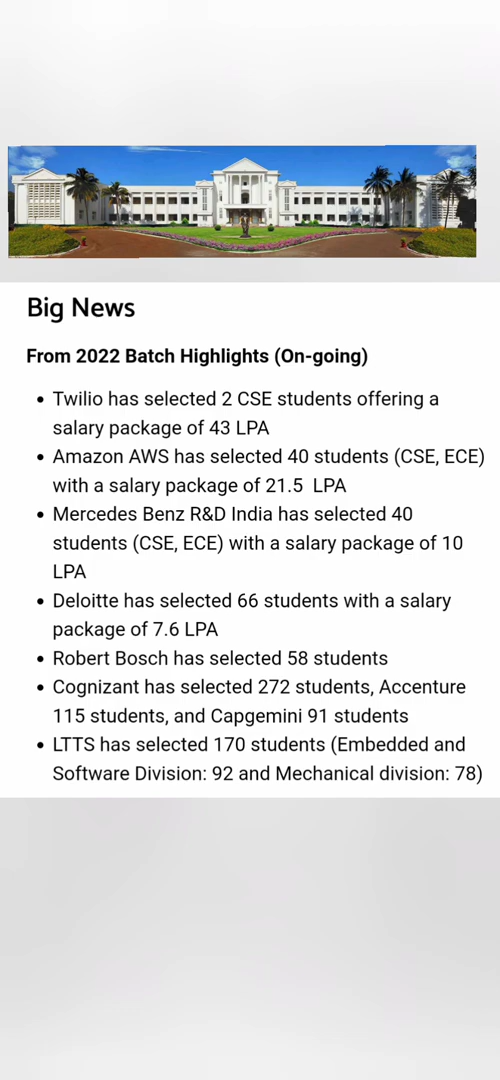 Big News
From 2022 Batch Highlights (On-going)
• Twilio has selected 2 CSE students offering a
salary package of 43 LPA
• Amazon AWS has selected 40 students (CSE, ECE)
with a salary package of 21.5 LPA
• Mercedes Benz R&D India has selected 40
students (CSE, ECE) with a salary package of 10
LPA
• Deloitte has selected 66 students with a salary
package of 7.6 LPA
• Robert Bosch has selected 58 students
• Cognizant has selected 272 students, Accenture
115 students, and Capgemini 91 students
• LTTS has selected 170 students (Embedded and
Software Division: 92 and Mechanical division: 78)